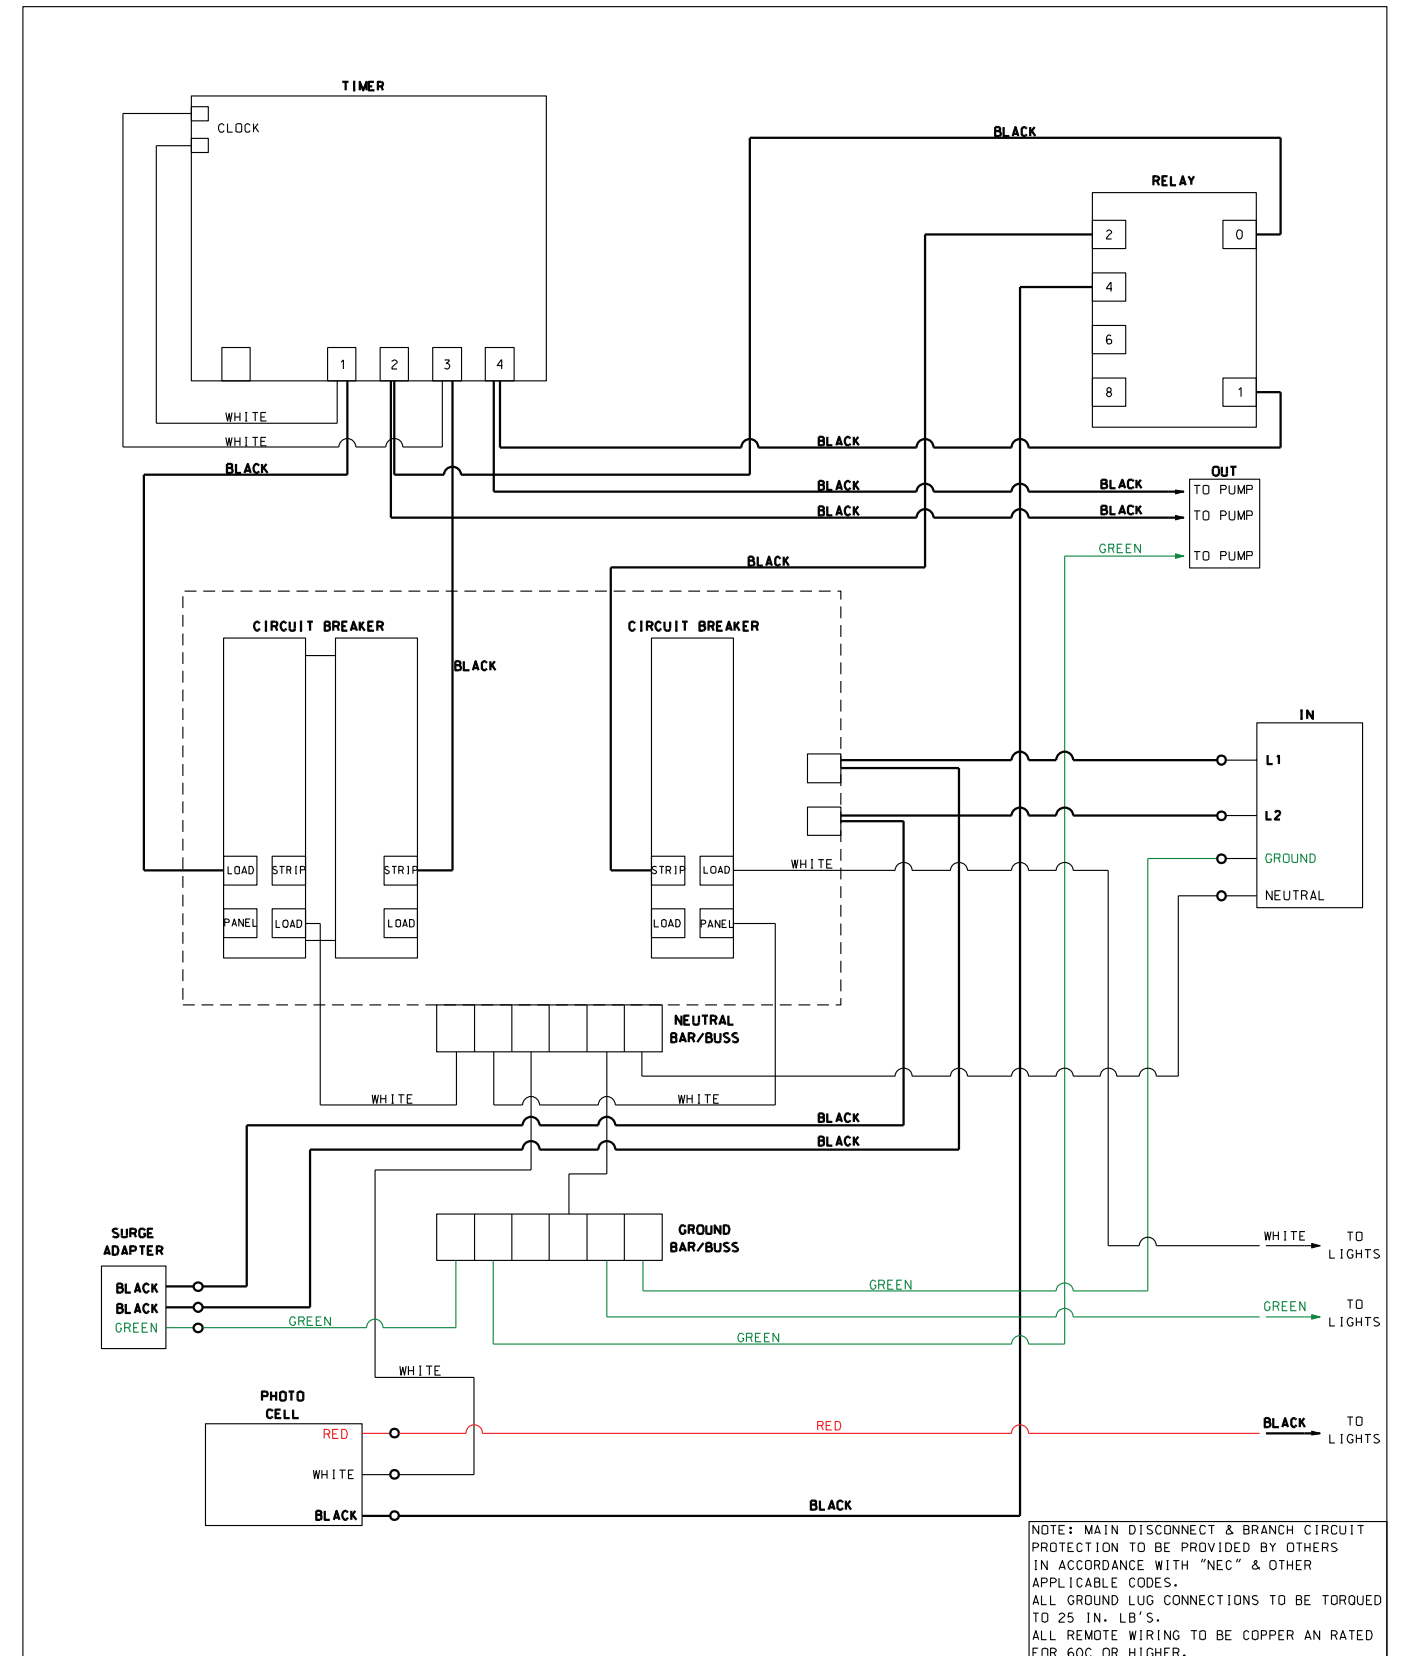 TIMER
CLOCK
BLACK
RELAY
2
0
4
6
8
1
1
2
3
4
WHITE
WHITE
BLACK
BLACK
BLACK
BLACK
BLACK
BLACK
OUT
TO PUMP
TO PUMP
GREEN
TO PUMP
BLACK
CIRCUIT BREAKER
CIRCUIT BREAKER
BLACK
IN
L1
L2
GROUND
NEUTRAL
LOAD
STRIP
STRIP
STRIP
LOAD
WHITE
PANEL
LOAD
LOAD
LOAD
PANEL
NEUTRAL
BAR/BUSS
WHITE
WHITE
BLACK
BLACK
SURGE
ADAPTER
BLACK
BLACK
GREEN
GREEN
GROUND
BAR/BUSS
GREEN
GREEN
WHITE
TO
LIGHTS
GREEN
TO
LIGHTS
WHITE
PHOTO
CELL
RED
WHITE
BLACK
RED
BLACK
TO
LIGHTS
BLACK
NOTE: MAIN DISCONNECT & BRANCH CIRCUIT
PROTECTION TO BE PROVIDED BY OTHERS
IN ACCORDANCE WITH "NEC" & OTHER
APPLICABLE CODES.
ALL GROUND LUG CONNECTIONS TO BE TORQUED
TO 25 IN. LB'S.
ALL REMOTE WIRING TO BE COPPER AN RATED
FOR 60C OR HIGHER.